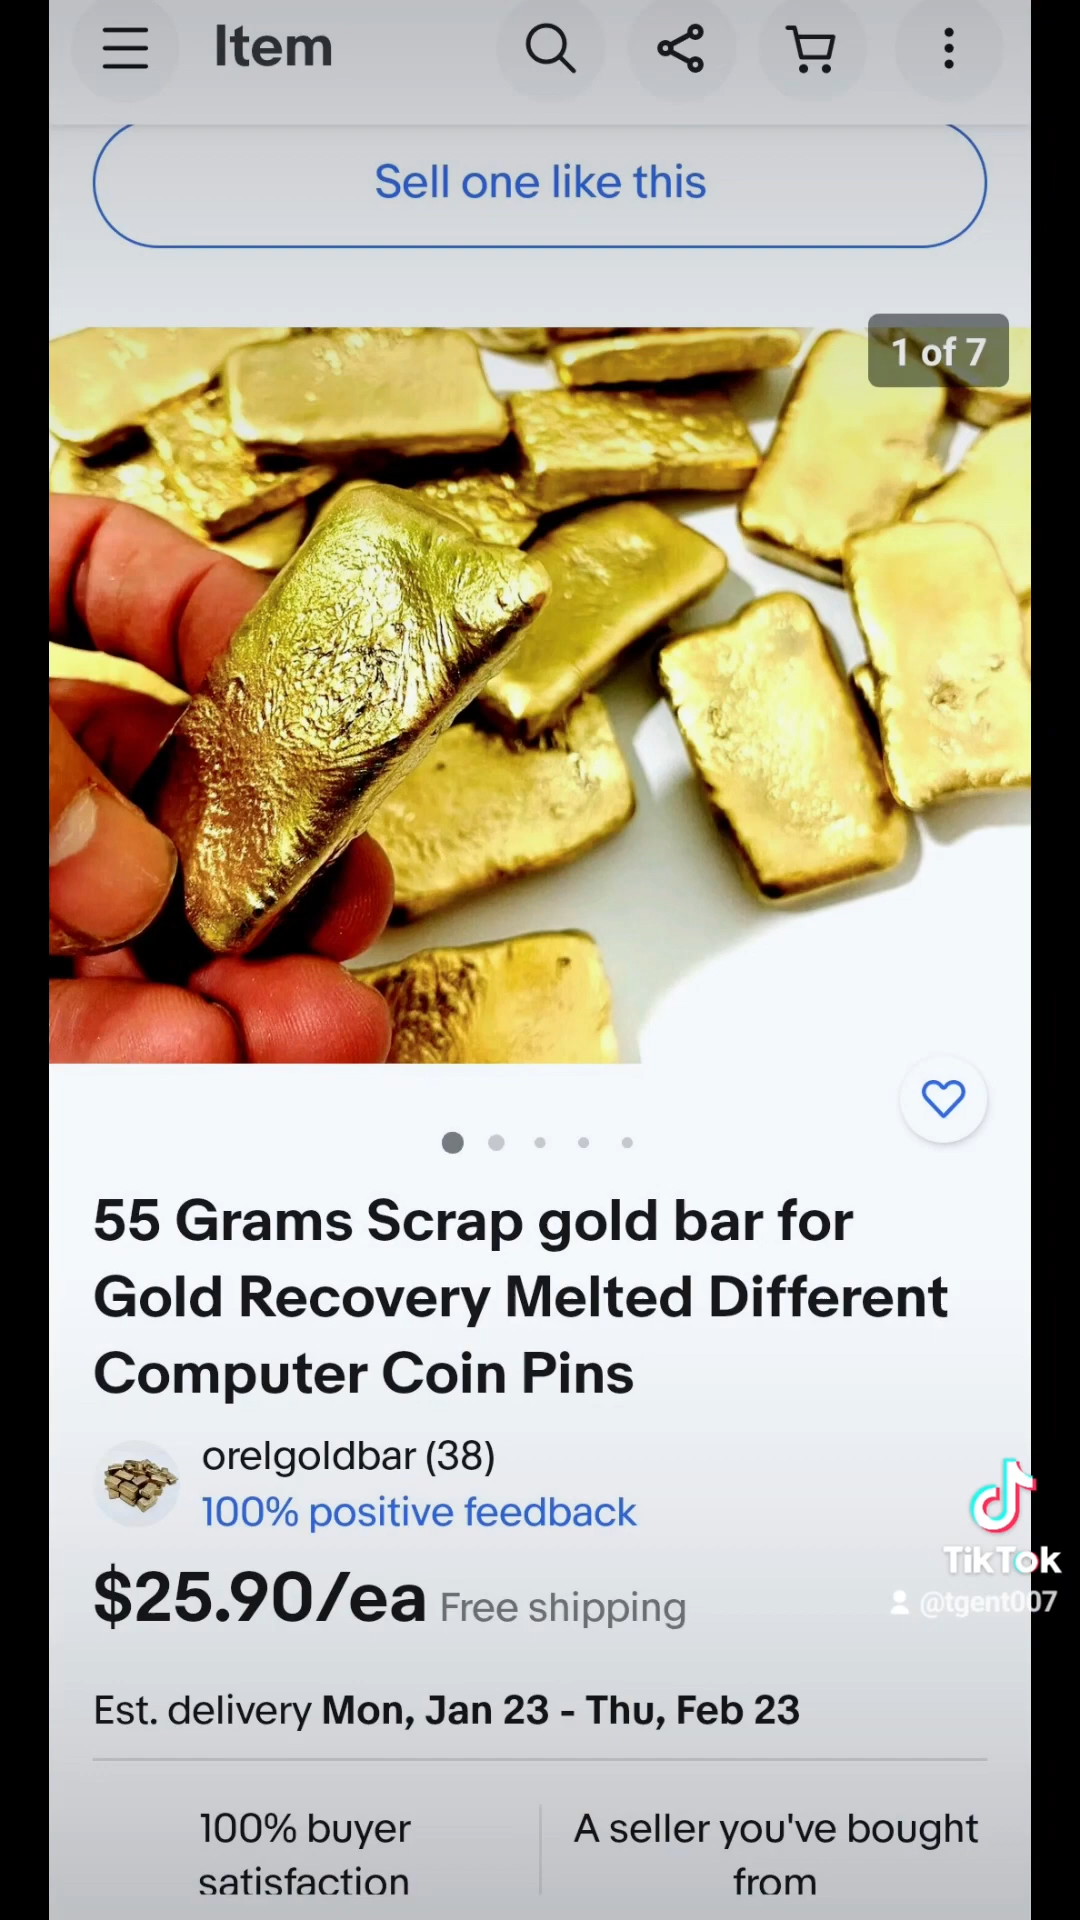 Item
Sell one like this
1 of 7
55 Grams Scrap gold bar for
Gold Recovery Melted Different
Computer Coin Pins
orelgoldbar (38)
100% positive feedback
$25.90/ea Free shipping
TikTok
@tgent007
Est. delivery Mon, Jan 23 - Thu, Feb 23
100% buyer
satisfaction
A seller you've bought
from